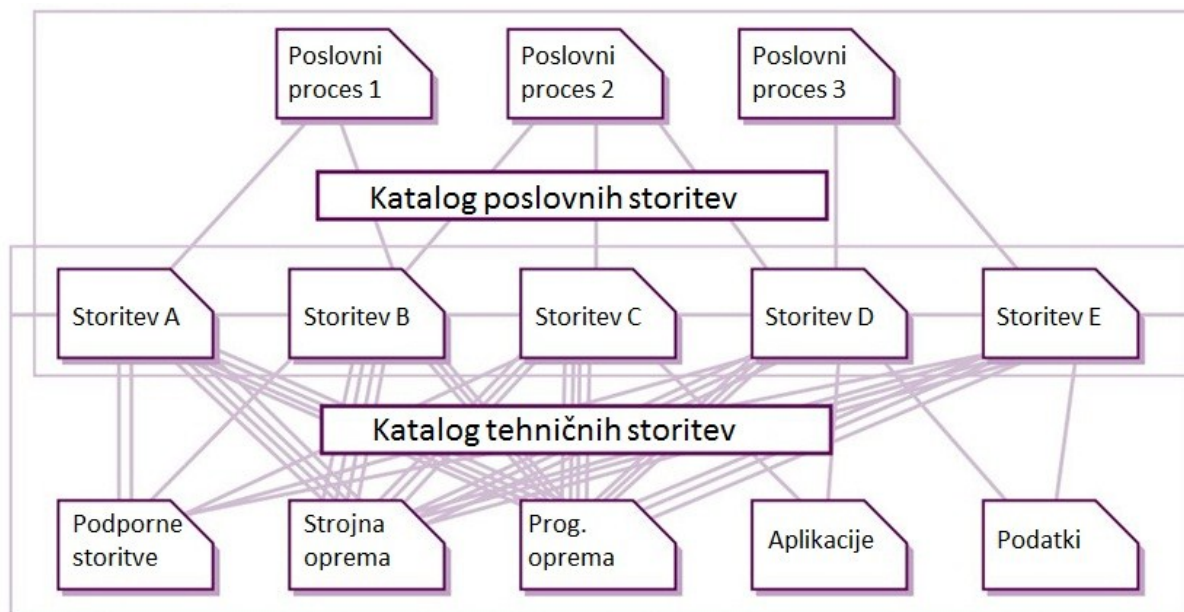 Poslovni
proces 1
Poslovni
proces 2
Poslovni
proces 3
Katalog poslovnih storitev
Storitev A
Storitev B
Storitev C
Storitev D
Storitev E
Katalog tehničnih storitev
Podporne
storitve
Strojna
oprema
Prog.
oprema
Aplikacije
Podatki